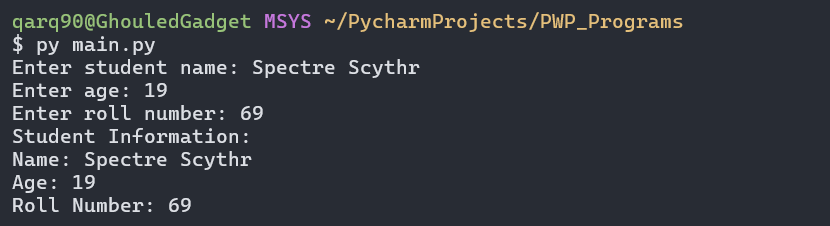 qarq90@GhouledGadget MSYS ~/PycharmProjects/PWP_Programs
$ py main.py
Enter student name: Spectre Scythr
Enter age: 19
Enter roll number: 69
Student Information:
Name: Spectre Scythr
Age: 19
Roll Number: 69